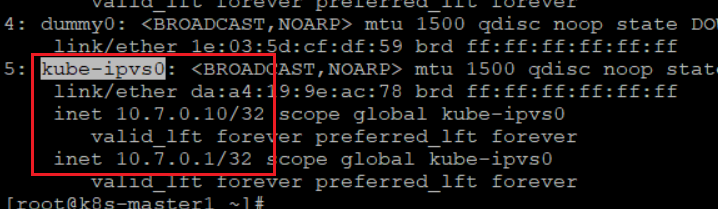 valid_lft forever preferred_lft forever
4: dummy0: <BROADCAST,NOARP> mtu 1500 qdisc noop state DO
link/ether 1e:03:5d:cf:df:59 brd ff:ff:ff:ff:ff:ff
5: kube-ipvs0: <BROADCAST,NOARP> mtu 1500 qdisc noop stat
link/ether da:a4:19:9e:ac:78 brd ff:ff:ff:ff:ff:ff
inet 10.7.0.10/32 scope global kube-ipvs0
valid_lft forever preferred_lft forever
inet 10.7.0.1/32 scope global kube-ipvs0
valid_lft forever preferred_lft forever
[root@k8s-master1 ~]#